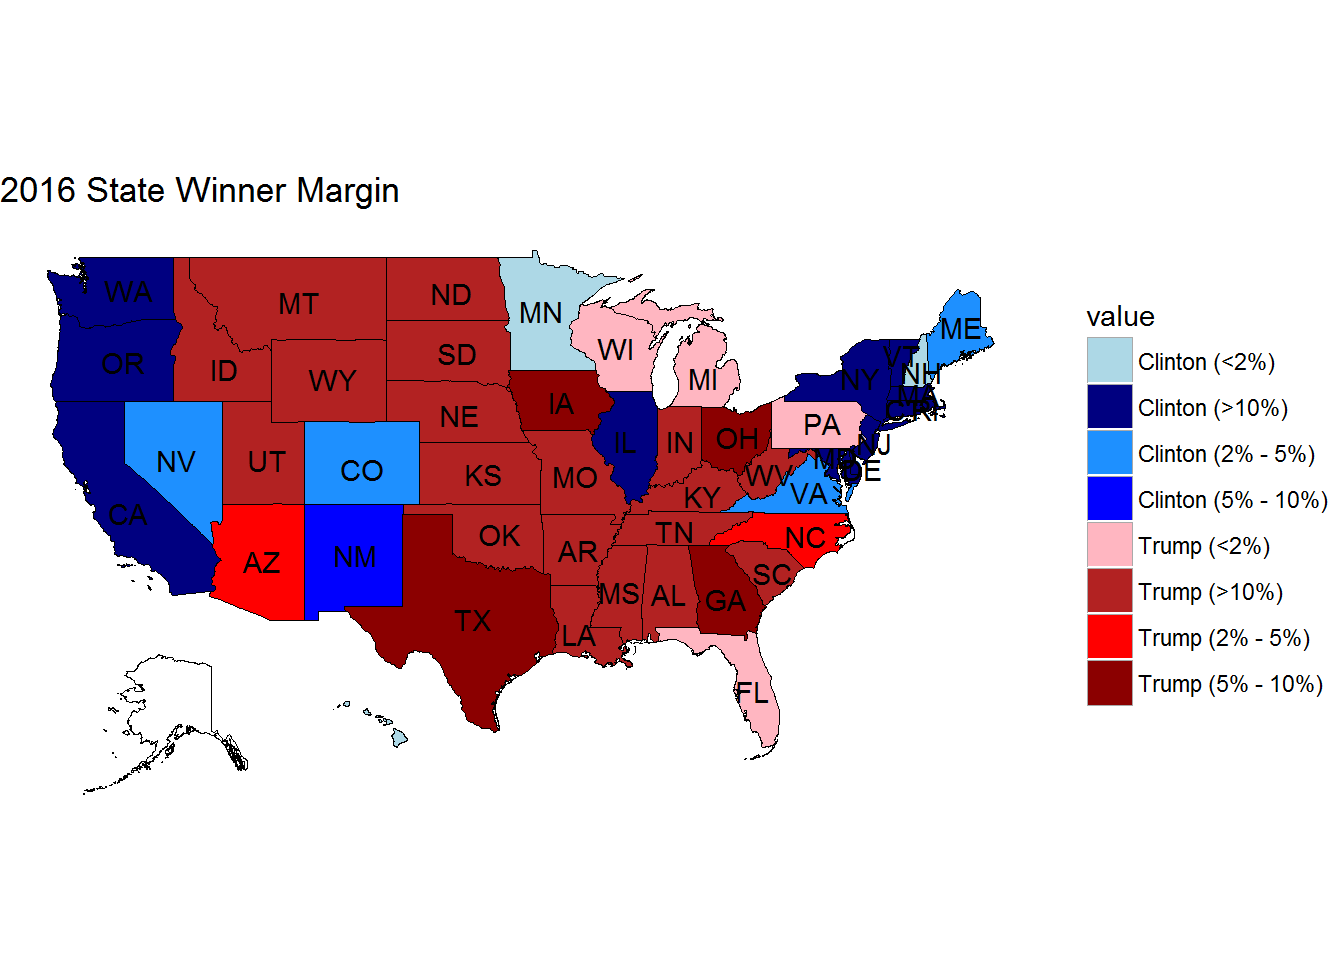 2016 State Winner Margin
WA
MT
ND
MN
ME
OR
ID
SD
WI
VT
NH
WY
MI
NY
MA
NE
IA
RI
NV
UT
CO
KS
MO
IL
IN
OH
PA
NJ
WV
VA
DE
CA
KY
AZ
NM
OK
AR
TN
NC
TX
MS
AL
GA
SC
LA
FL
value
Clinton (<2%)
Clinton (>10%)
Clinton (2% - 5%)
Clinton (5% - 10%)
Trump (<2%)
Trump (>10%)
Trump (2% - 5%)
Trump (5% - 10%)